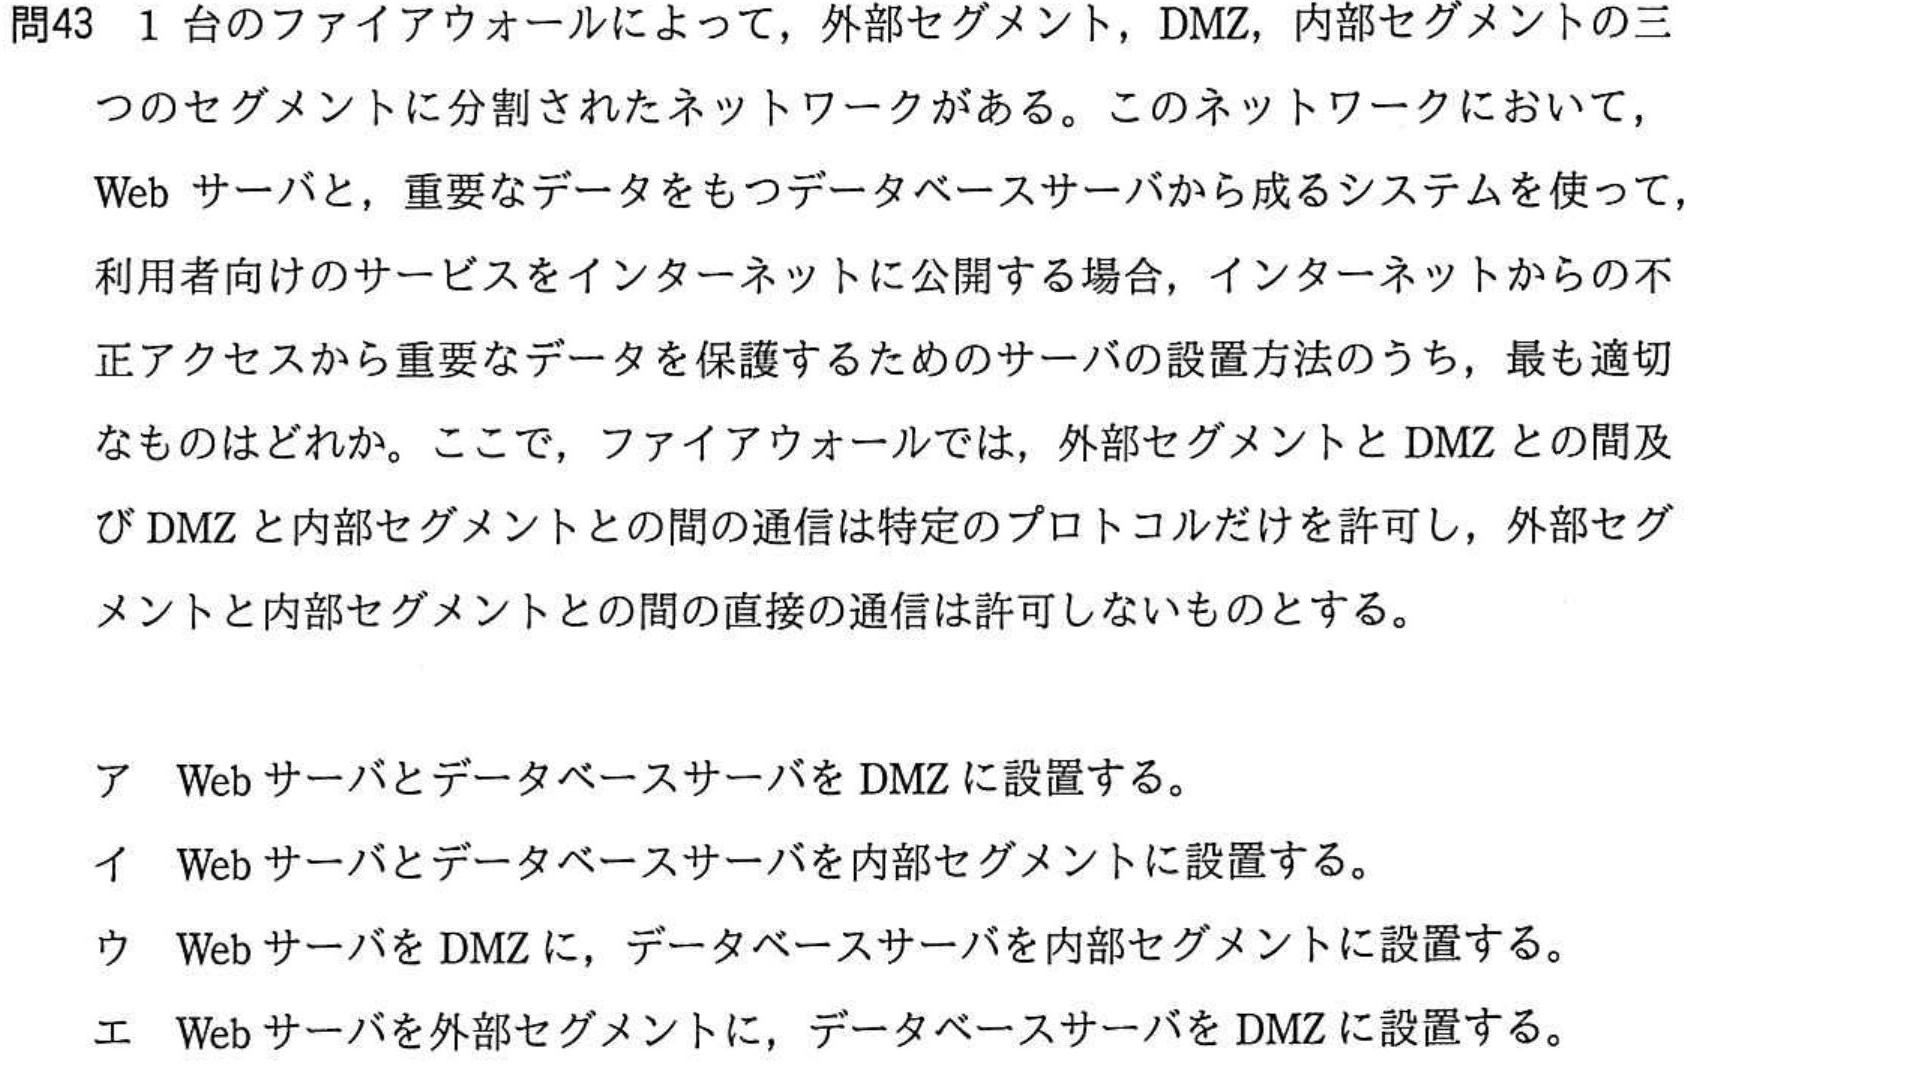 問43　1 台のファイアウォールによって，外部セグメント，DMZ，内部セグメントの三
つのセグメントに分割されたネットワークがある。このネットワークにおいて，
Web サーバと，重要なデータをもつデータベースサーバから成るシステムを使って，
利用者向けのサービスをインターネットに公開する場合，インターネットからの不
正アクセスから重要なデータを保護するためのサーバの設置方法のうち，最も適切
なものはどれか。ここで，ファイアウォールでは，外部セグメントと DMZ との間及
び DMZ と内部セグメントとの間の通信は特定のプロトコルだけを許可し，外部セグ
メントと内部セグメントとの間の直接の通信は許可しないものとする。
ア　Web サーバとデータベースサーバを DMZ に設置する。
イ　Web サーバとデータベースサーバを内部セグメントに設置する。
ウ　Web サーバを DMZ に，データベースサーバを内部セグメントに設置する。
エ　Web サーバを外部セグメントに，データベースサーバを DMZ に設置する。